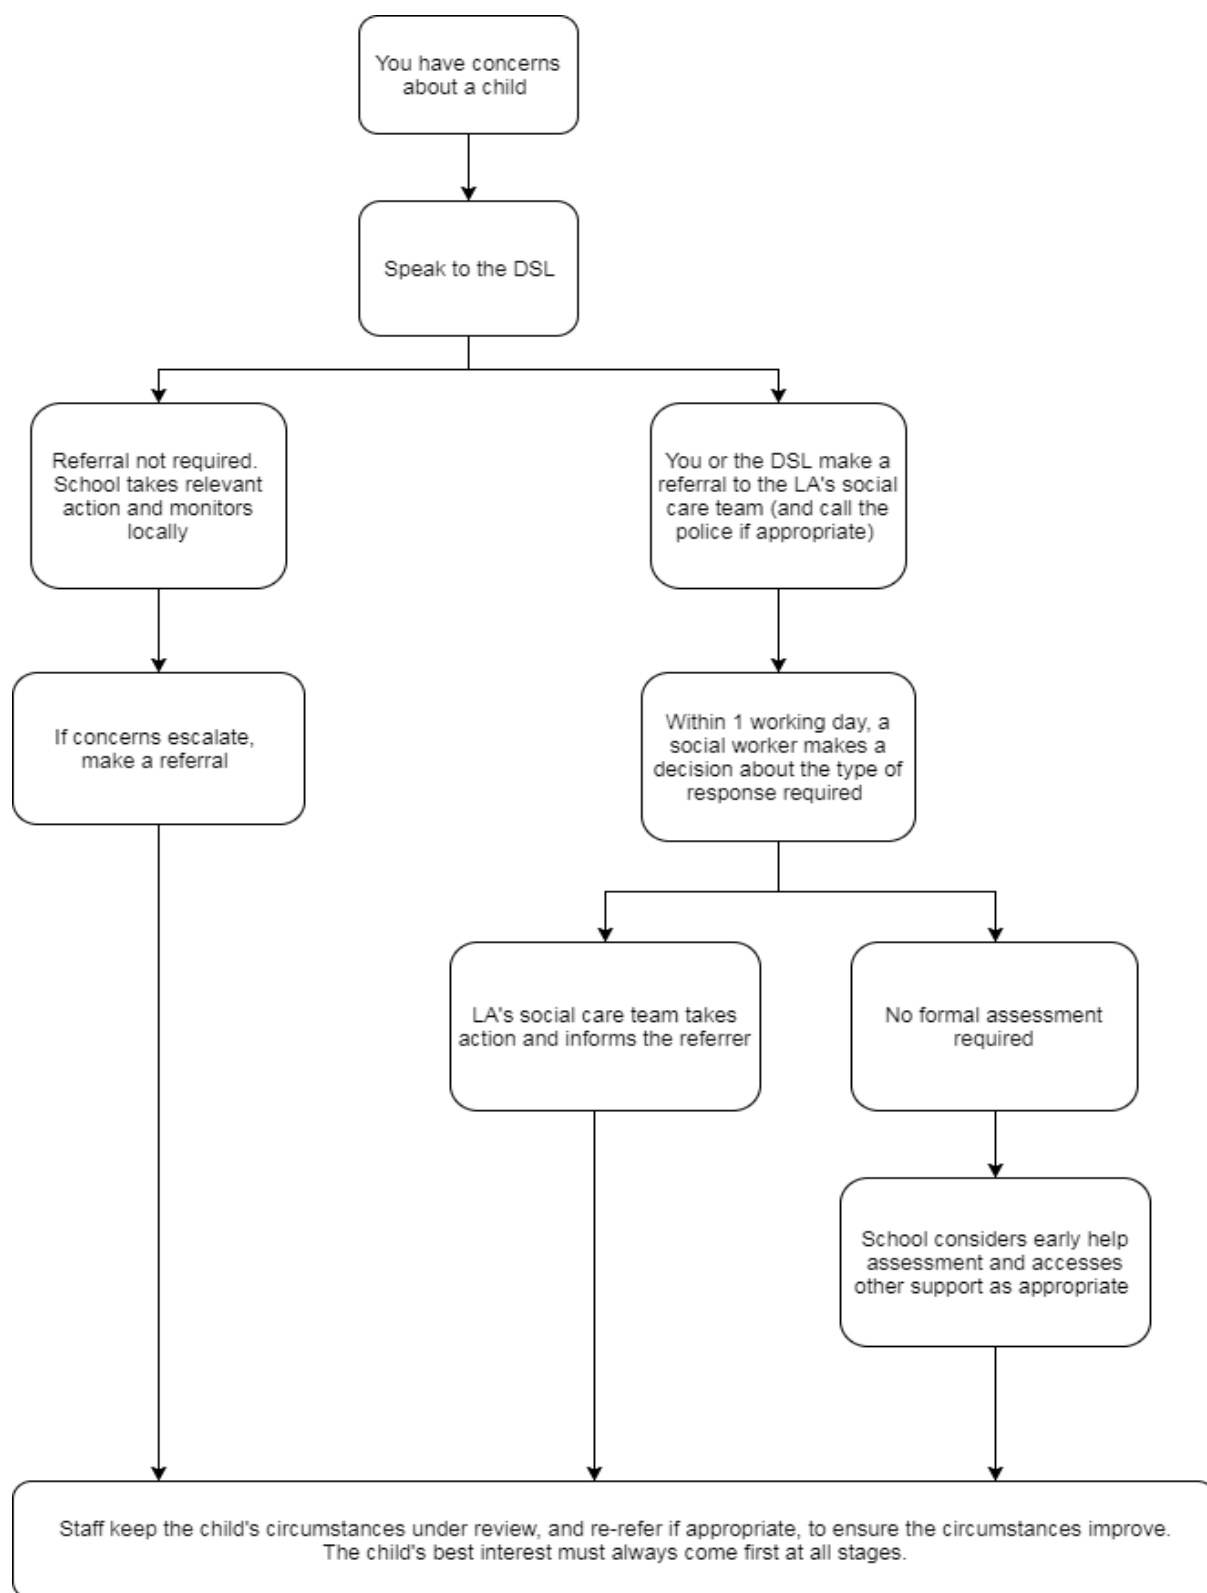 You have concerns
about a child
Speak to the DSL
Referral not required.
School takes relevant
action and monitors
locally
You or the DSL make a
referral to the LA's social
care team (and call the
police if appropriate)
If concerns escalate,
make a referral
Within 1 working day, a
social worker makes a
decision about the type of
response required
LA's social care team takes
action and informs the referrer
No formal assessment
required
School considers early help
assessment and accesses
other support as appropriate
Staff keep the child's circumstances under review, and re-refer if appropriate, to ensure the circumstances improve.
The child's best interest must always come first at all stages.